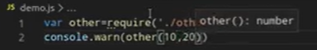 demo.js > ...
1 var other=require('./oth other(): number
2 console.warn(other(10,20))